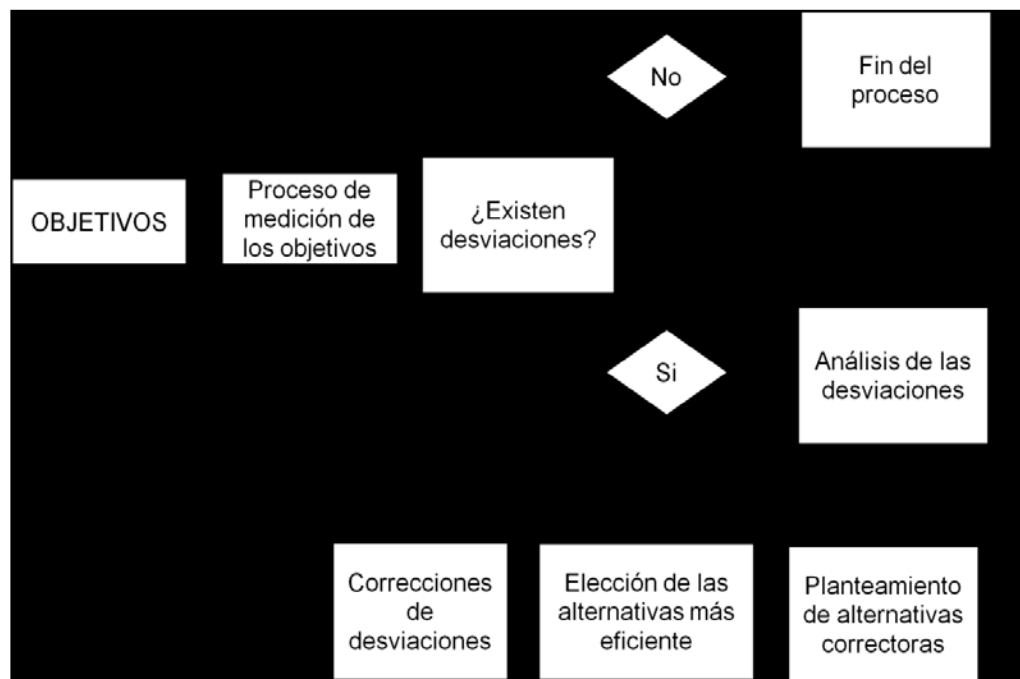 OBJETIVOS
Proceso de
medición de
los objetivos
¿Existen
desviaciones?
No
Fin del
proceso
Si
Análisis de las
desviaciones
Planteamiento
de alternativas
correctoras
Elección de las
alternativas más
eficiente
Correcciones
de
desviaciones